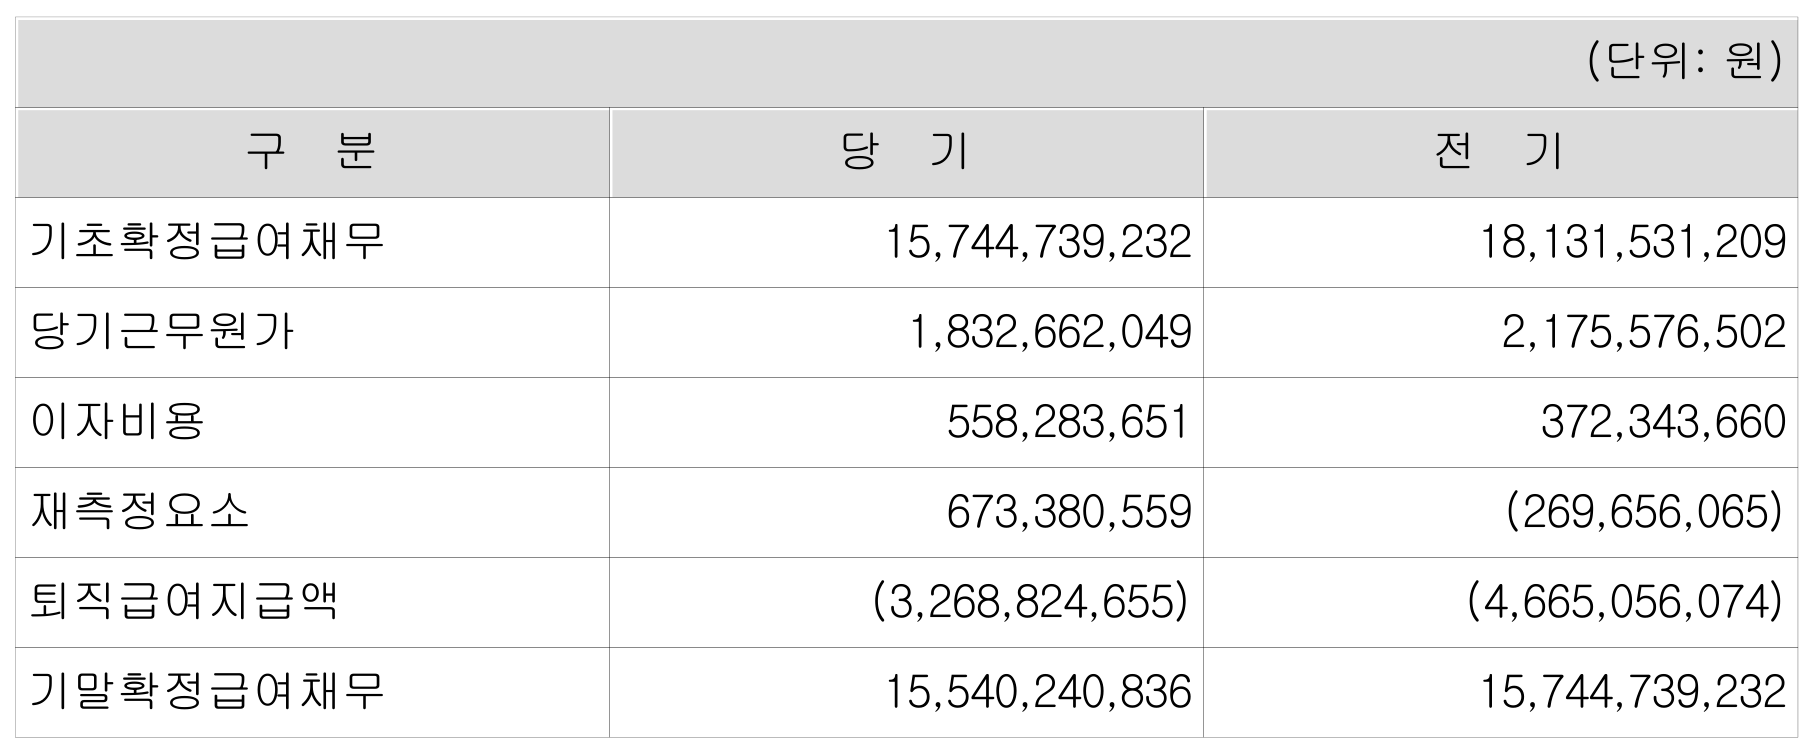 (단위: 원)
구 분 당 기 전 기
기초확정급여채무 15,744,739,232 18,131,531,209
당기근무원가 1,832,662,049 2,175,576,502
이자비용 558,283,651 372,343,660
재측정요소 673,380,559 (269,656,065)
퇴직급여지급액 (3,268,824,655) (4,665,056,074)
기말확정급여채무 15,540,240,836 15,744,739,232